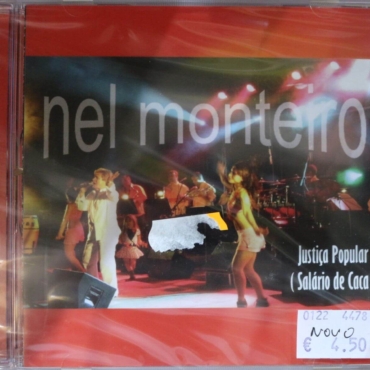 nel monteiro
Justiça Popular
( Salário de Caca
0122 4478
NOVO
€ 4.50